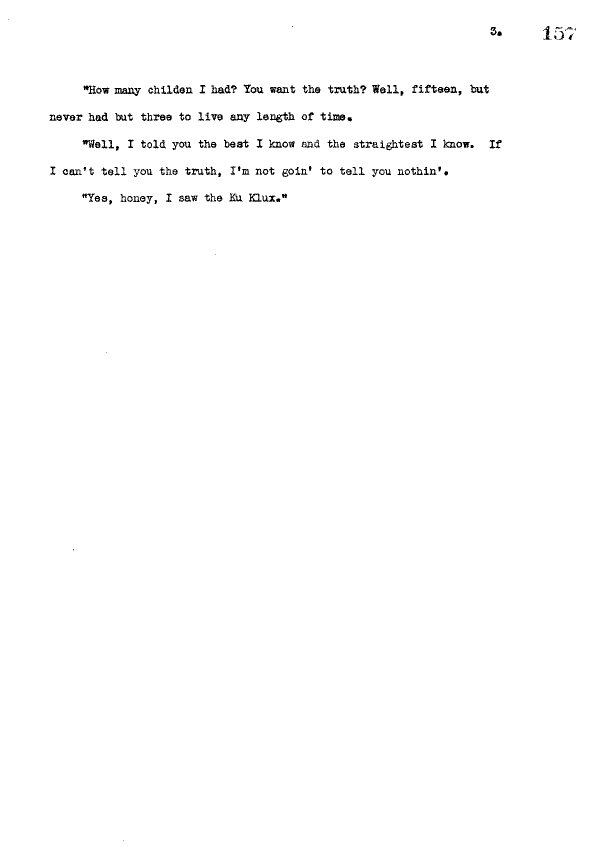 3. 157
"How many childen I had? You want the truth? Well, fifteen, but
never had but three to live any length of time.
"Well, I told you the best I know and the straightest I know. If
I can't tell you the truth, I'm not goin' to tell you nothin'.
"Yes, honey, I saw the Ku Klux."